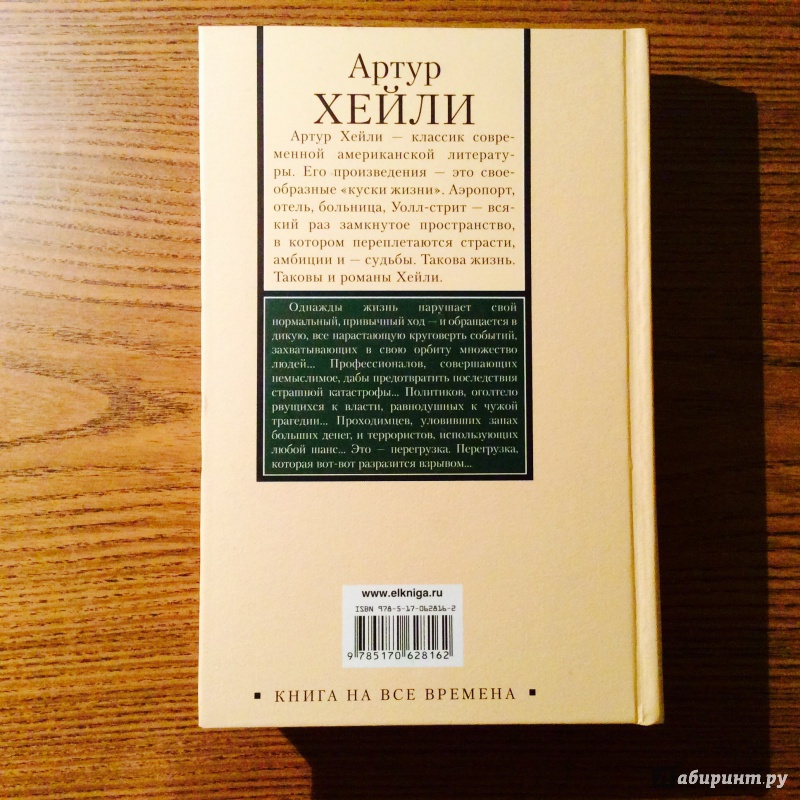 Артур
ХЕЙЛИ
Артур Хейли — классик совре-
менной американской литерату-
ры. Его произведения — это свое-
образные «куски жизни». Аэропорт,
отель, больница, Уолл-стрит — вся-
кий раз замкнутое пространство,
в котором переплетаются страсти,
амбиции и — судьбы. Такова жизнь.
Таковы и романы Хейли.
Однажды жизнь нарушает свой
нормальный, привычный ход — и обращается в
дикую, все нарастающую круговерть событий,
захватывающих в свою орбиту множество
людей... Профессионалов, совершающих
немыслимое, дабы предотвратить последствия
страшной катастрофы... Политиков, оголтело
рвущихся к власти, равнодушных к чужой
трагедии... Проходимцев, уловивших запах
больших денег, и террористов, использующих
любой шанс... Это — перегрузка. Перегрузка,
которая вот-вот разразится взрывом...
www.elkniga.ru
ISBN 978-5-17-062816-2
9 785170 628162
▪ КНИГА НА ВСЕ ВРЕМЕНА ▪
лабиринт.ру